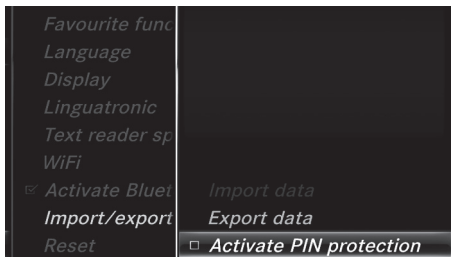 Favourite func
Language
Display
Linguatronic
Text reader sp
WiFi
Activate Bluet
Import/export
Reset
Import data
Export data
Activate PIN protection